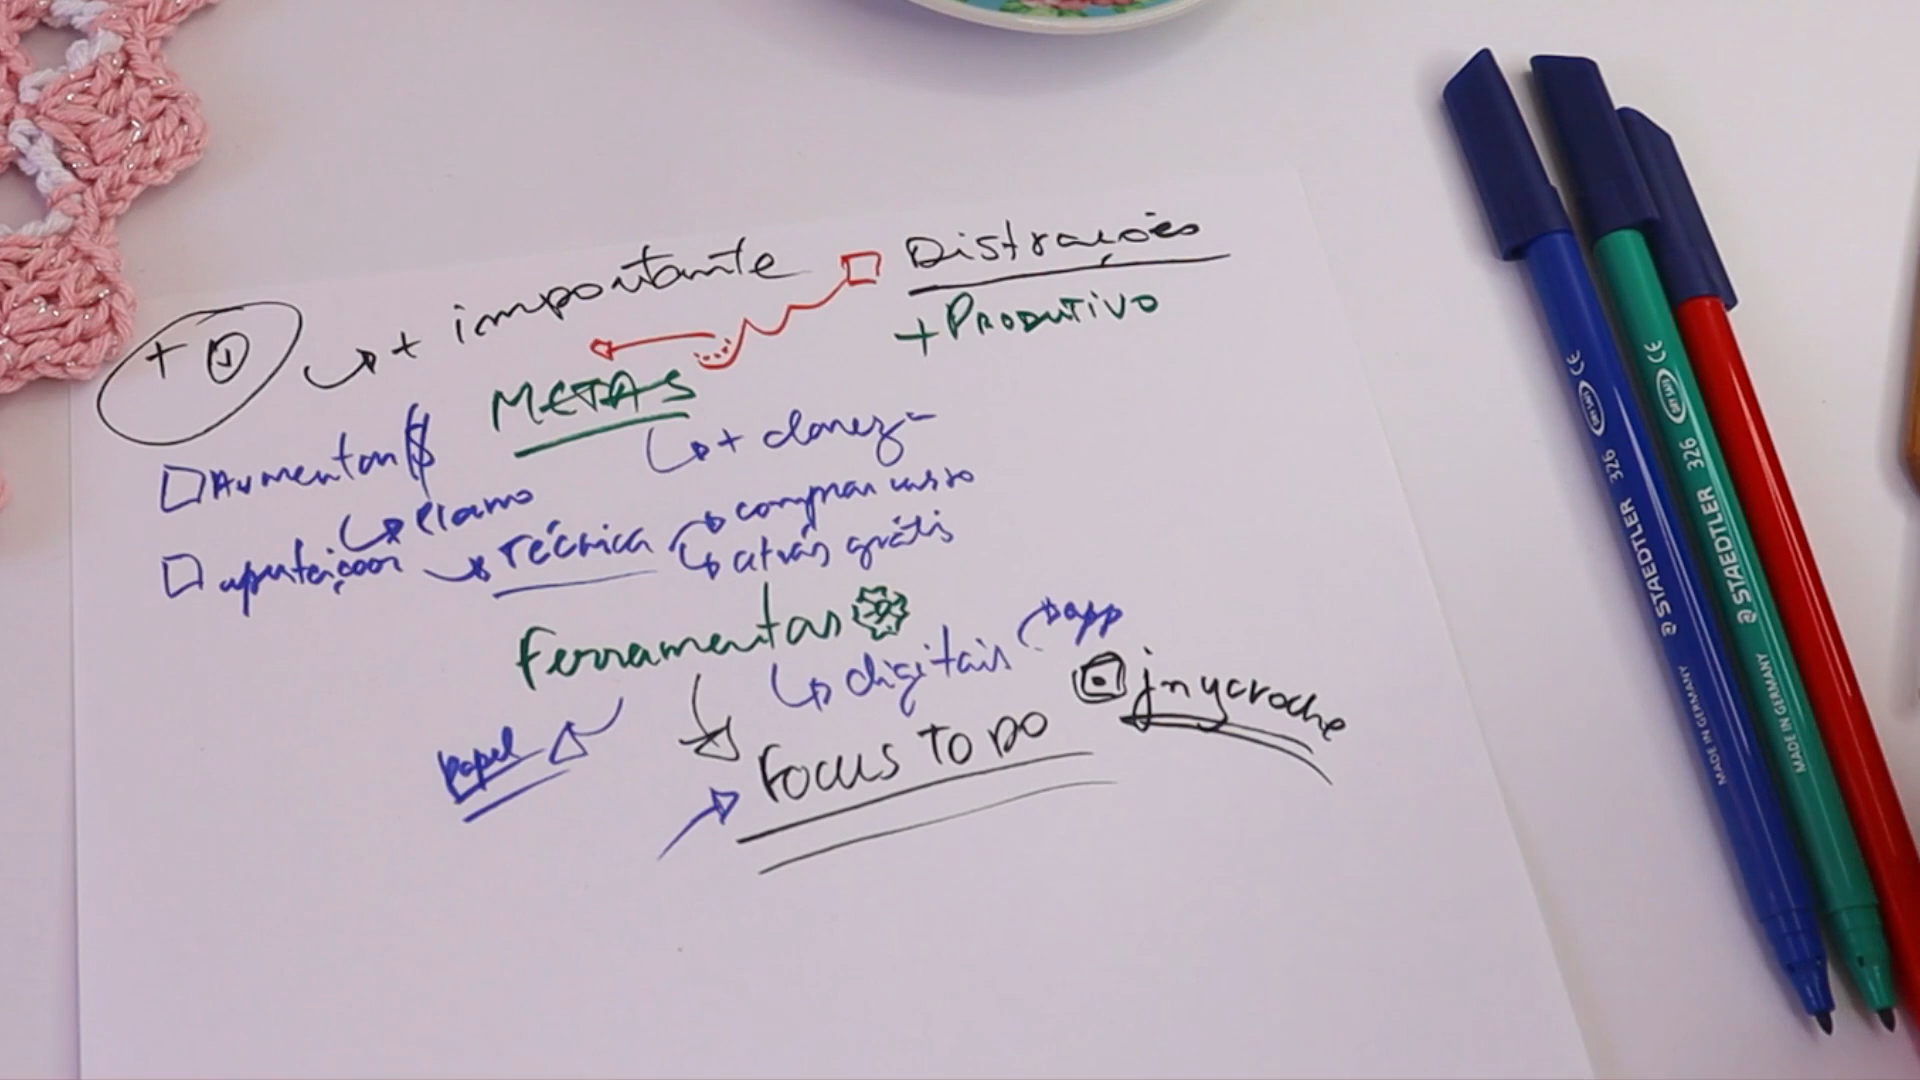 + importante
Distrações
+ PRODUTIVO
METAS
+ clareza
Aumentar $
comprar curso
Técnica
atrás grátis
aperfeiçoar
Ferramentas
digitais
app
jnycroche
Papel
FOCUS TO DO
326 STAEDTLER MADE IN GERMANY
326 STAEDTLER MADE IN GERMANY